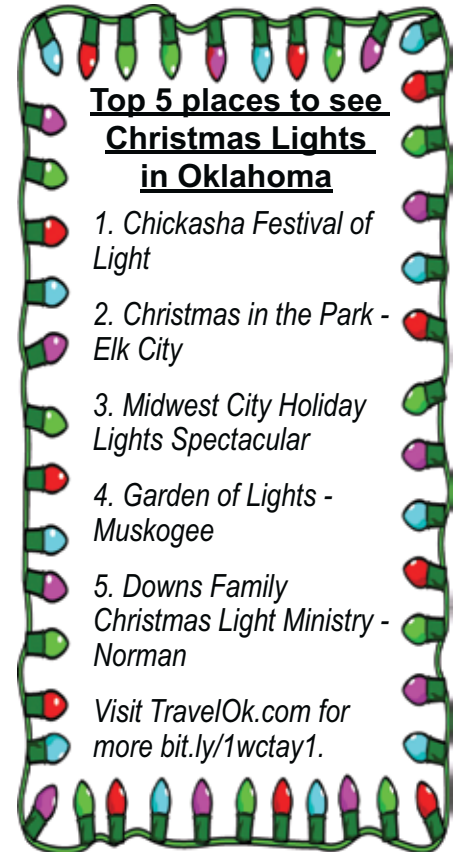 Top 5 places to see
Christmas Lights
in Oklahoma
1. Chickasha Festival of
Light
2. Christmas in the Park -
Elk City
3. Midwest City Holiday
Lights Spectacular
4. Garden of Lights -
Muskogee
5. Downs Family
Christmas Light Ministry -
Norman
Visit TravelOk.com for
more bit.ly/1wctay1.